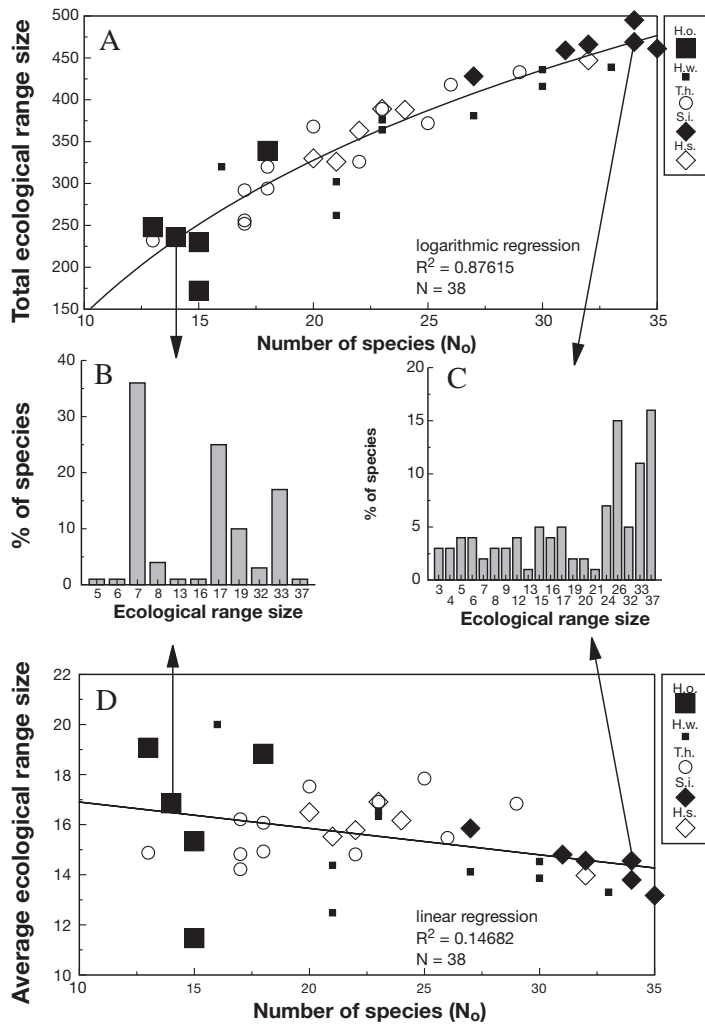 A
Total ecological range size
500
450
400
350
300
250
200
150
10 15 20 25 30 35
Number of species (No)
logarithmic regression
R2 = 0.87615
N = 38
H.o.
H.w.
T.h.
S.i.
H.s.
B
% of species
40
30
20
10
0
5 6 7 8 13 16 17 19 32 33 37
Ecological range size
C
% of species
20
15
10
5
0
3 5 7 9 13 16 19 21 26 33
4 6 8 12 15 17 20 24 32 37
Ecological range size
D
Average ecological range size
22
20
18
16
14
12
10
10 15 20 25 30 35
Number of species (No)
linear regression
R2 = 0.14682
N = 38
H.o.
H.w.
T.h.
S.i.
H.s.